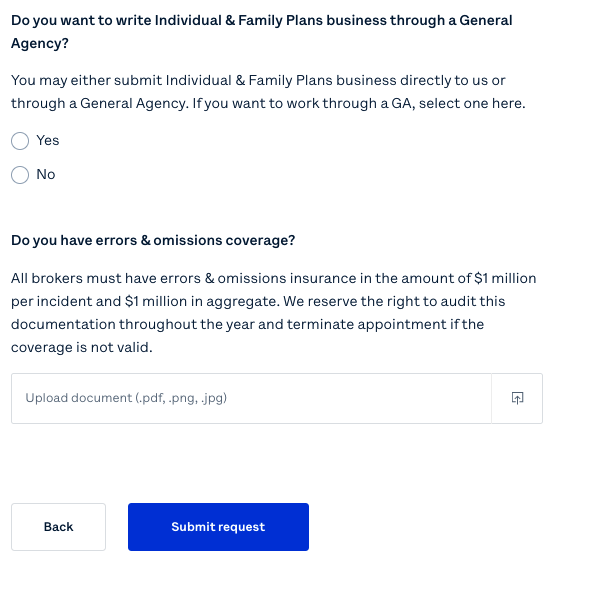 Do you want to write Individual & Family Plans business through a General
Agency?
You may either submit Individual & Family Plans business directly to us or
through a General Agency. If you want to work through a GA, select one here.
Yes
No
Do you have errors & omissions coverage?
All brokers must have errors & omissions insurance in the amount of $1 million
per incident and $1 million in aggregate. We reserve the right to audit this
documentation throughout the year and terminate appointment if the
coverage is not valid.
Upload document (.pdf, .png, .jpg)
Back
Submit request